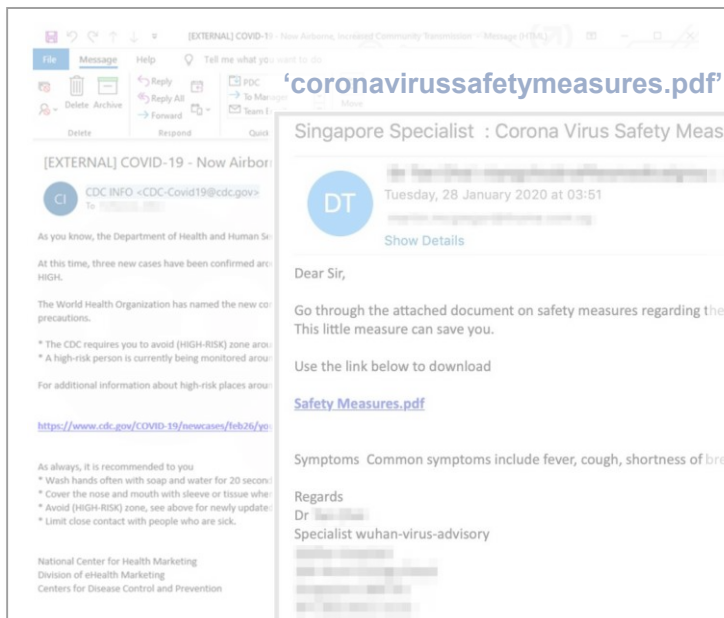 [EXTERNAL] COVID-19 - Now Airborne, Increased Community Transmission - Message (HTML)
File Message Help Tell me what you want to do
Delete Archive
Reply
Reply All
Forward
PDC
To Manager
Team E
Move
Delete Respond Quick
'coronavirussafetymeasures.pdf'
[EXTERNAL] COVID-19 - Now Airbor
CI
CDC INFO <CDC-Covid19@cdc.gov>
To
As you know, the Department of Health and Human Se
At this time, three new cases have been confirmed aro
HIGH.
The World Health Organization has named the new cor
precautions.
* The CDC requires you to avoid (HIGH-RISK) zone arou
* A high-risk person is currently being monitored aroun
For additional information about high-risk places aroun
https://www.cdc.gov/COVID-19/newcases/feb26/yo
As always, it is recommended to you
* Wash hands often with soap and water for 20 second
* Cover the nose and mouth with sleeve or tissue whe
* Avoid (HIGH-RISK) zone, see above for newly update
* Limit close contact with people who are sick.
National Center for Health Marketing
Division of eHealth Marketing
Centers for Disease Control and Prevention
Singapore Specialist : Corona Virus Safety Meas
DT
Tuesday, 28 January 2020 at 03:51
Show Details
Dear Sir,
Go through the attached document on safety measures regarding the
This little measure can save you.
Use the link below to download
Safety Measures.pdf
Symptoms Common symptoms include fever, cough, shortness of bre
Regards
Dr
Specialist wuhan-virus-advisory